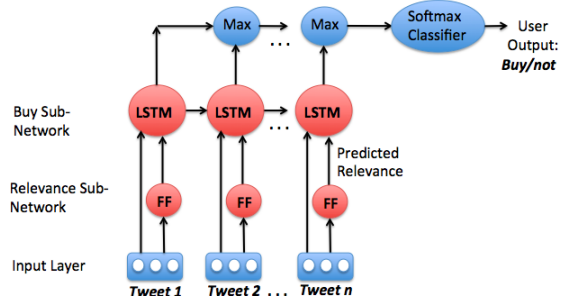 Max
...
Max
Softmax
Classifier
User
Output:
Buy/not
Buy Sub-
Network
LSTM
LSTM
...
LSTM
Predicted
Relevance
Relevance Sub-
Network
FF
FF
FF
Input Layer
Tweet 1
Tweet 2
...
Tweet n